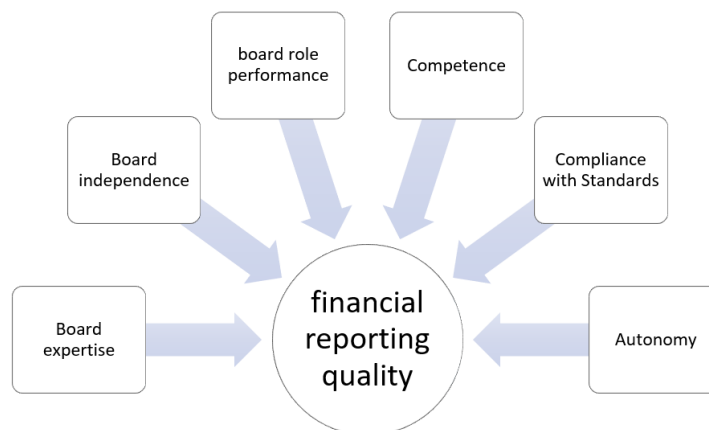 board role
performance
Competence
Board
independence
Compliance
with Standards
Board
expertise
financial
reporting
quality
Autonomy